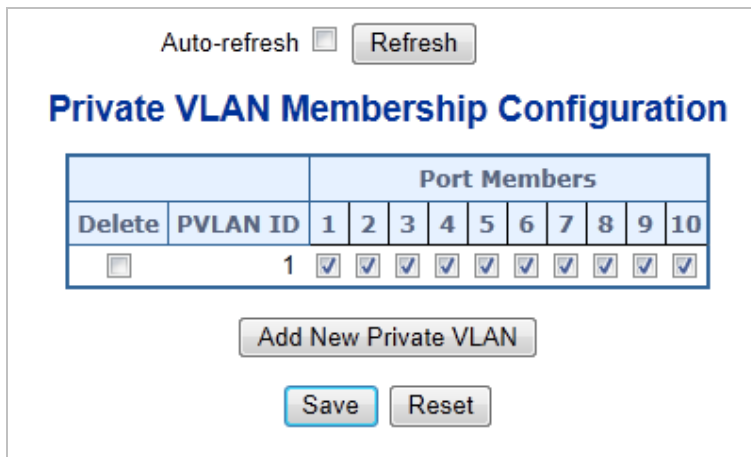 Auto-refresh Refresh
Private VLAN Membership Configuration
Port Members
Delete PVLAN ID 1 2 3 4 5 6 7 8 9 10
1
Add New Private VLAN
Save Reset